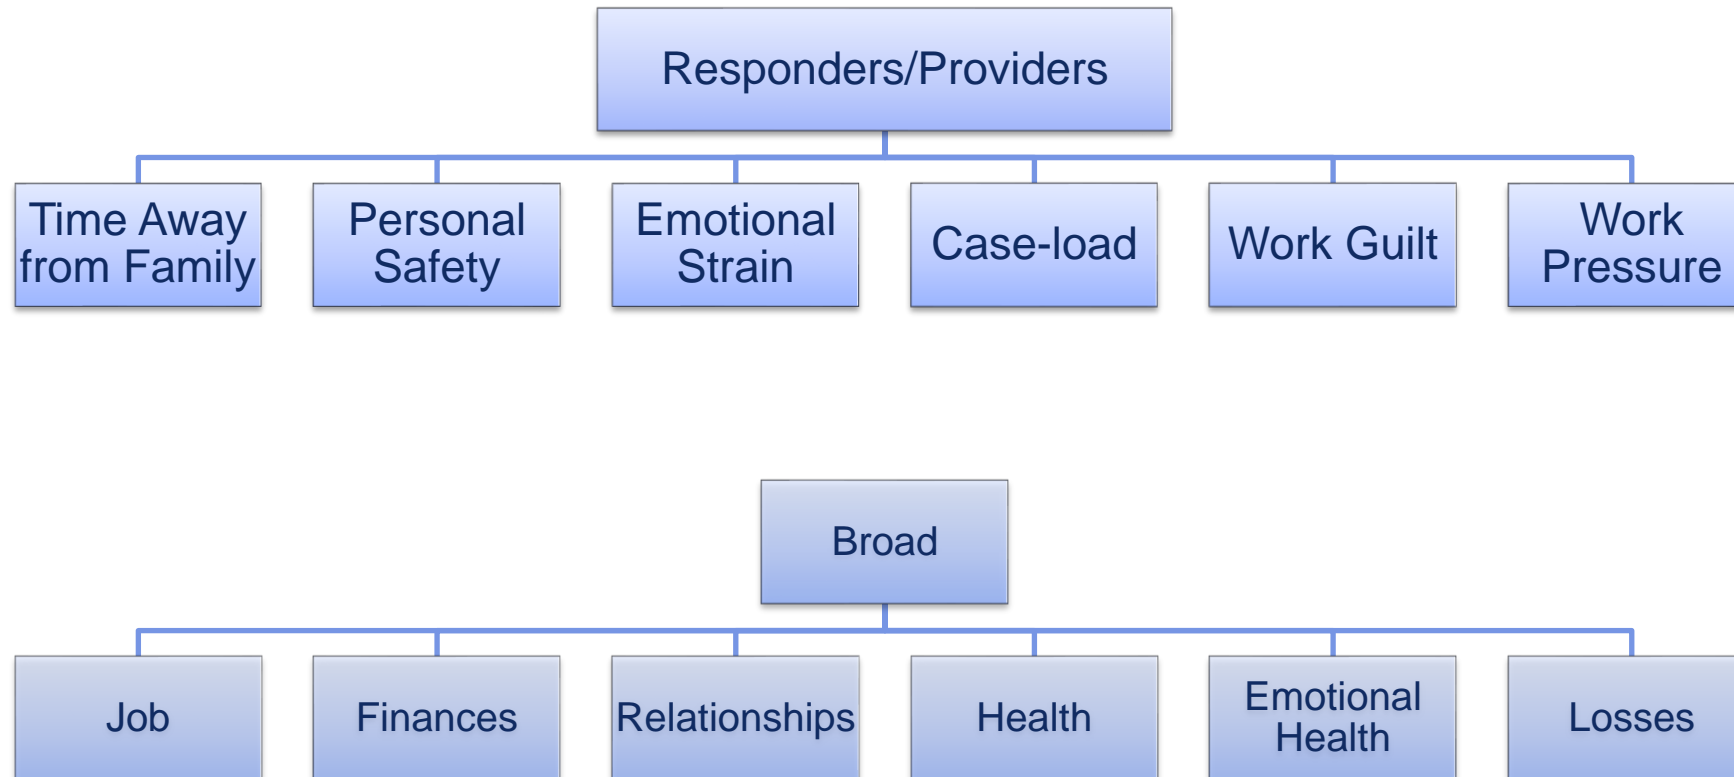 Responders/Providers
Time Away
from Family
Personal
Safety
Emotional
Strain
Case-load
Work Guilt
Work
Pressure
Broad
Job
Finances
Relationships
Health
Emotional
Health
Losses